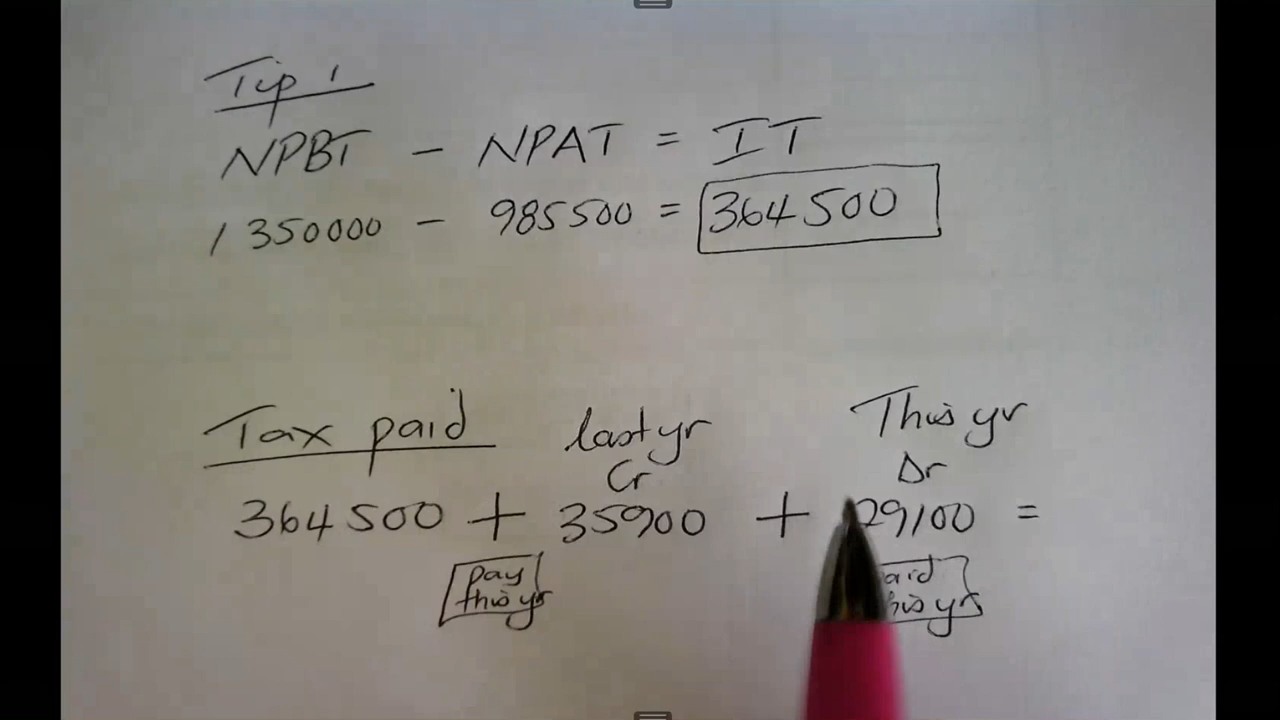 Tip 1
NPBT - NPAT = IT
1350000 - 985500 = 364500
Tax paid last yr This yr
Cr Dr
364500 + 35900 + 29100 =
pay
this yr